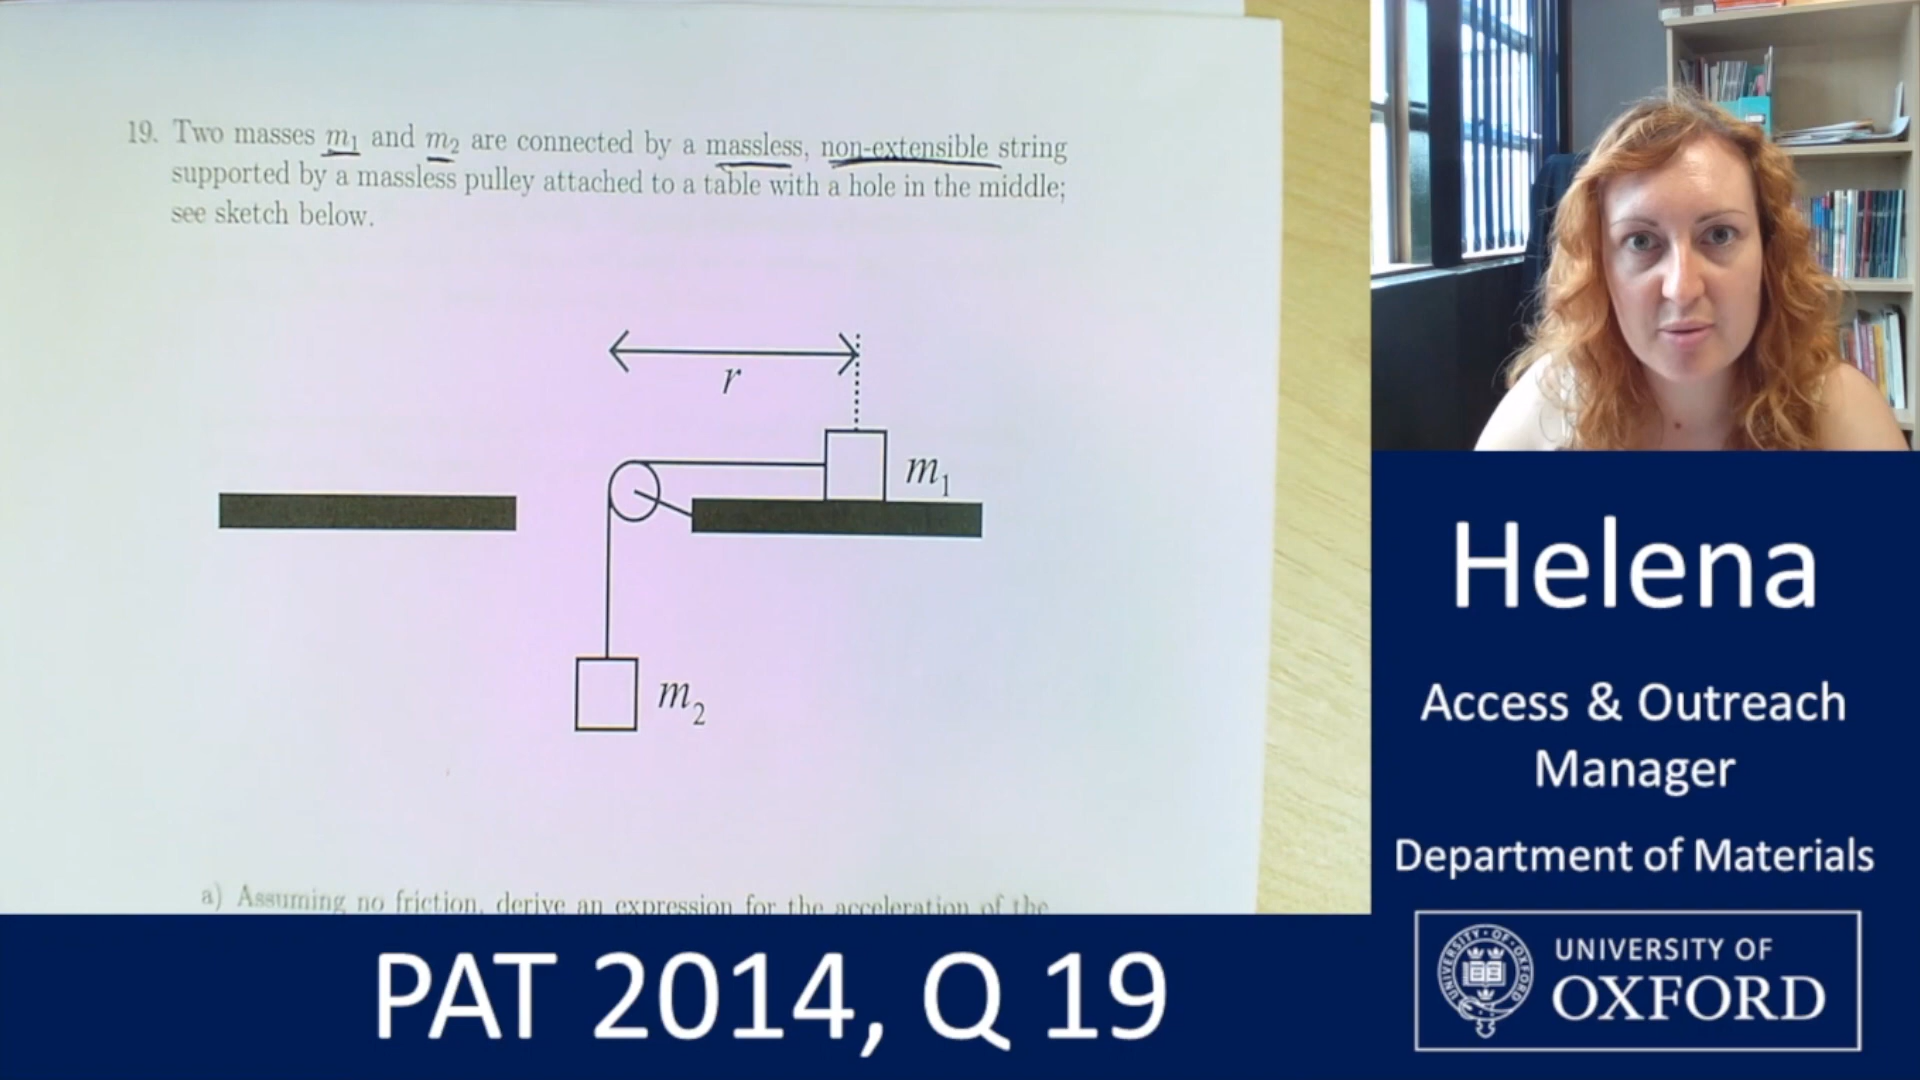 19. Two masses m1 and m2 are connected by a massless, non-extensible string
supported by a massless pulley attached to a table with a hole in the middle;
see sketch below.
r
m1
m2
a) Assuming no friction, derive an expression for the acceleration of the
Helena
Access & Outreach
Manager
Department of Materials
PAT 2014, Q 19
UNIVERSITY OF
OXFORD